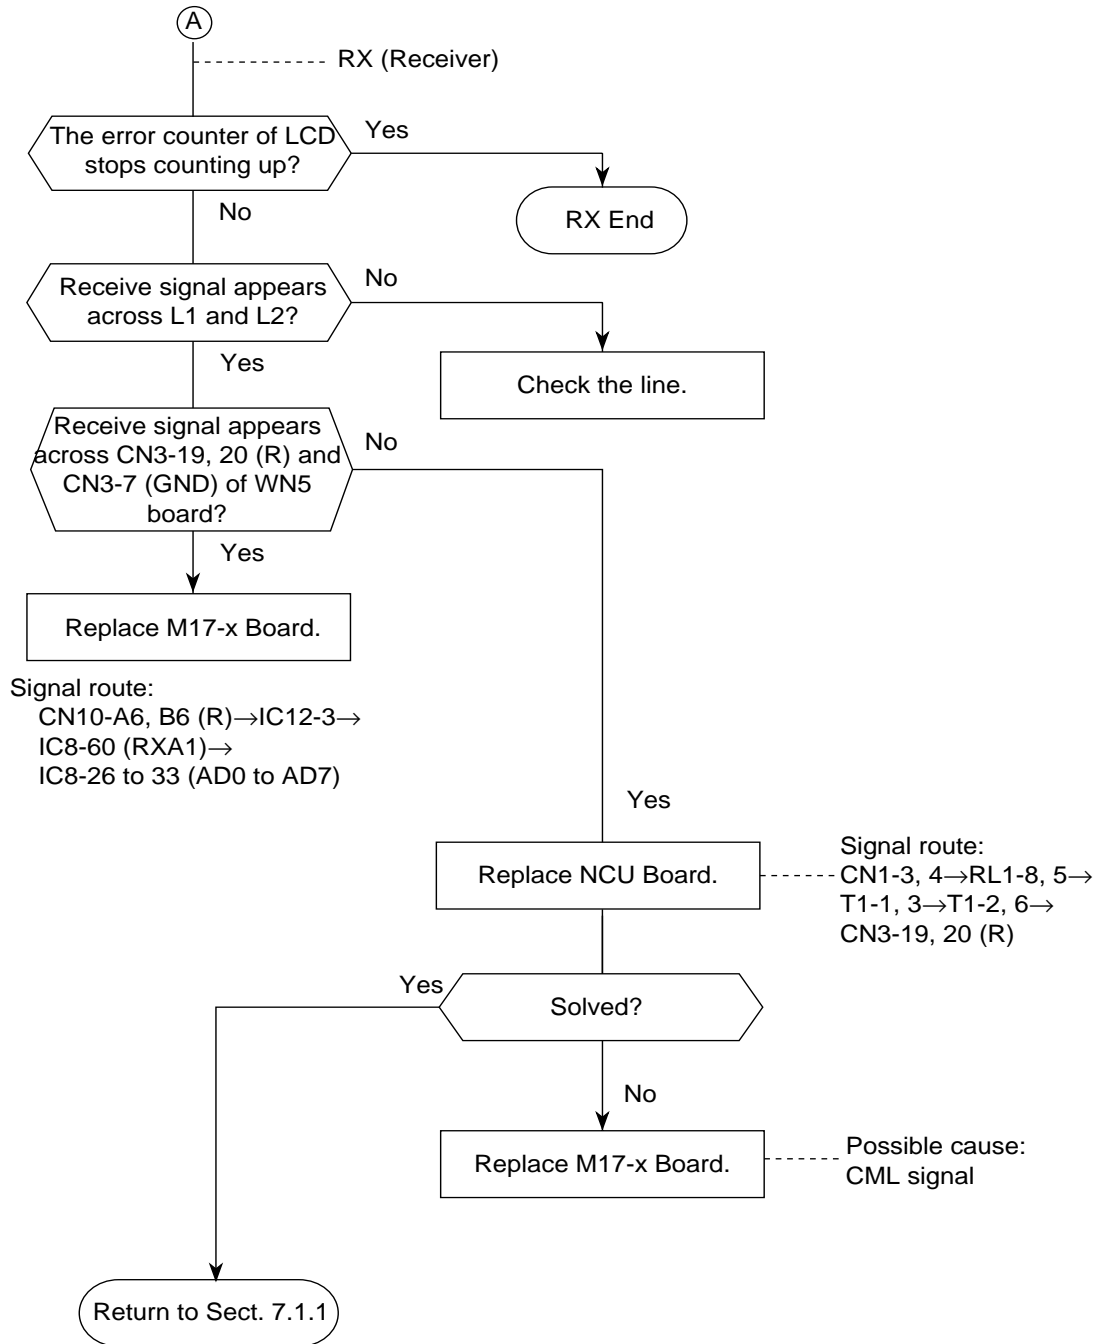 A
RX (Receiver)
The error counter of LCD
stops counting up?
Yes
RX End
No
Receive signal appears
across L1 and L2?
No
Check the line.
Yes
Receive signal appears
across CN3-19, 20 (R) and
CN3-7 (GND) of WN5
board?
No
Yes
Replace M17-x Board.
Signal route:
CN10-A6, B6 (R)→IC12-3→
IC8-60 (RXA1)→
IC8-26 to 33 (AD0 to AD7)
Yes
Replace NCU Board.
Signal route:
CN1-3, 4→RL1-8, 5→
T1-1, 3→T1-2, 6→
CN3-19, 20 (R)
Yes
Solved?
No
Replace M17-x Board.
Possible cause:
CML signal
Return to Sect. 7.1.1